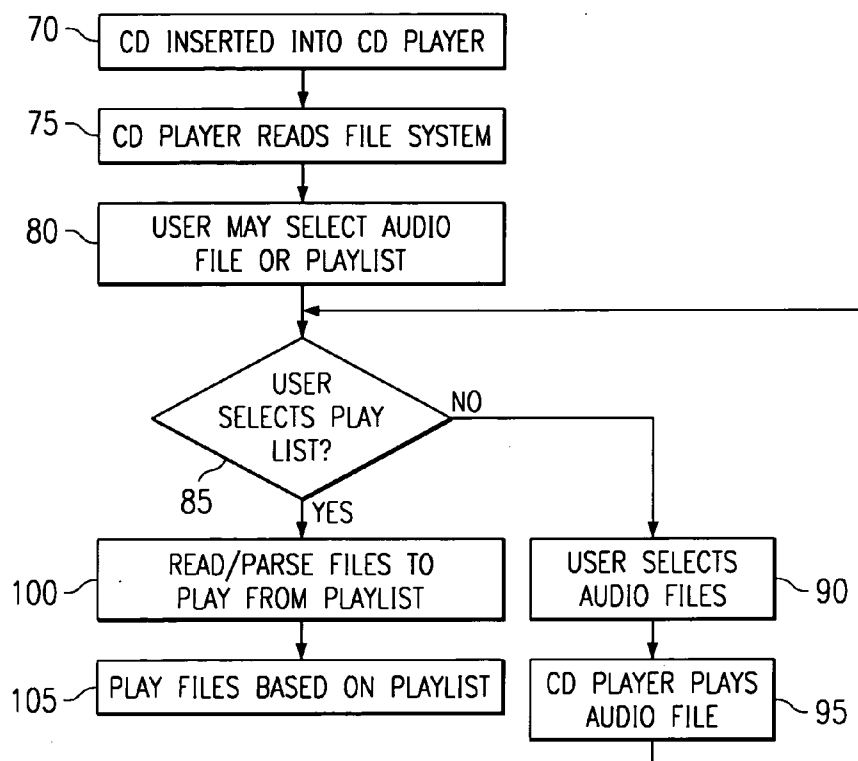 70
CD INSERTED INTO CD PLAYER
75
CD PLAYER READS FILE SYSTEM
80
USER MAY SELECT AUDIO
FILE OR PLAYLIST
USER
SELECTS PLAY
LIST?
NO
85
YES
100
READ/PARSE FILES TO
PLAY FROM PLAYLIST
USER SELECTS
AUDIO FILES
90
105
PLAY FILES BASED ON PLAYLIST
CD PLAYER PLAYS
AUDIO FILE
95